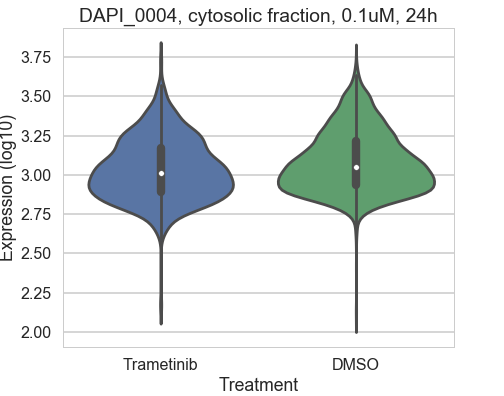 DAPI_0004, cytosolic fraction, 0.1uM, 24h
Expression (log10)
3.75
3.50
3.25
3.00
2.75
2.50
2.25
2.00
Trametinib DMSO
Treatment